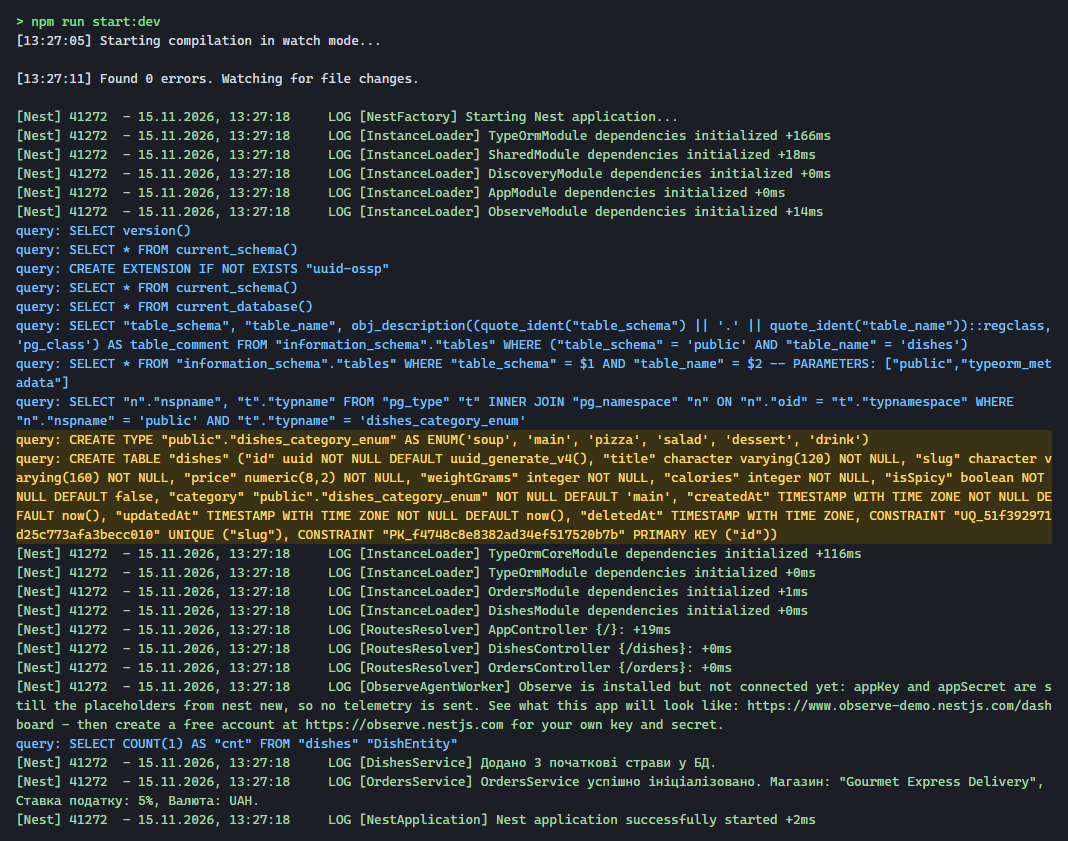 > npm run start:dev
[13:27:05] Starting compilation in watch mode...
[13:27:11] Found 0 errors. Watching for file changes.
[Nest] 41272  - 15.11.2026, 13:27:18     LOG [NestFactory] Starting Nest application...
[Nest] 41272  - 15.11.2026, 13:27:18     LOG [InstanceLoader] TypeOrmModule dependencies initialized +166ms
[Nest] 41272  - 15.11.2026, 13:27:18     LOG [InstanceLoader] SharedModule dependencies initialized +18ms
[Nest] 41272  - 15.11.2026, 13:27:18     LOG [InstanceLoader] DiscoveryModule dependencies initialized +0ms
[Nest] 41272  - 15.11.2026, 13:27:18     LOG [InstanceLoader] AppModule dependencies initialized +0ms
[Nest] 41272  - 15.11.2026, 13:27:18     LOG [InstanceLoader] ObserveModule dependencies initialized +14ms
query: SELECT version()
query: SELECT * FROM current_schema()
query: CREATE EXTENSION IF NOT EXISTS "uuid-ossp"
query: SELECT * FROM current_schema()
query: SELECT * FROM current_database()
query: SELECT "table_schema", "table_name", obj_description((quote_ident("table_schema") || '.' || quote_ident("table_name"))::regclass,
'pg_class') AS table_comment FROM "information_schema"."tables" WHERE ("table_schema" = 'public' AND "table_name" = 'dishes')
query: SELECT * FROM "information_schema"."tables" WHERE "table_schema" = $1 AND "table_name" = $2 -- PARAMETERS: ["public","typeorm_met
adata"]
query: SELECT "n"."nspname", "t"."typname" FROM "pg_type" "t" INNER JOIN "pg_namespace" "n" ON "n"."oid" = "t"."typnamespace" WHERE
"n"."nspname" = 'public' AND "t"."typname" = 'dishes_category_enum'
query: CREATE TYPE "public"."dishes_category_enum" AS ENUM('soup', 'main', 'pizza', 'salad', 'dessert', 'drink')
query: CREATE TABLE "dishes" ("id" uuid NOT NULL DEFAULT uuid_generate_v4(), "title" character varying(120) NOT NULL, "slug" character v
arying(160) NOT NULL, "price" numeric(8,2) NOT NULL, "weightGrams" integer NOT NULL, "calories" integer NOT NULL, "isSpicy" boolean NOT
NULL DEFAULT false, "category" "public"."dishes_category_enum" NOT NULL DEFAULT 'main', "createdAt" TIMESTAMP WITH TIME ZONE NOT NULL DE
FAULT now(), "updatedAt" TIMESTAMP WITH TIME ZONE NOT NULL DEFAULT now(), "deletedAt" TIMESTAMP WITH TIME ZONE, CONSTRAINT "UQ_51f392971
d25c773afa3becc010" UNIQUE ("slug"), CONSTRAINT "PK_f4748c8e8382ad34ef517520b7b" PRIMARY KEY ("id"))
[Nest] 41272  - 15.11.2026, 13:27:18     LOG [InstanceLoader] TypeOrmCoreModule dependencies initialized +116ms
[Nest] 41272  - 15.11.2026, 13:27:18     LOG [InstanceLoader] TypeOrmModule dependencies initialized +0ms
[Nest] 41272  - 15.11.2026, 13:27:18     LOG [InstanceLoader] OrdersModule dependencies initialized +1ms
[Nest] 41272  - 15.11.2026, 13:27:18     LOG [InstanceLoader] DishesModule dependencies initialized +0ms
[Nest] 41272  - 15.11.2026, 13:27:18     LOG [RoutesResolver] AppController {/}: +19ms
[Nest] 41272  - 15.11.2026, 13:27:18     LOG [RoutesResolver] DishesController {/dishes}: +0ms
[Nest] 41272  - 15.11.2026, 13:27:18     LOG [RoutesResolver] OrdersController {/orders}: +0ms
[Nest] 41272  - 15.11.2026, 13:27:18     LOG [ObserveAgentWorker] Observe is installed but not connected yet: appKey and appSecret are s
till the placeholders from nest new, so no telemetry is sent. See what this app will look like: https://www.observe-demo.nestjs.com/dash
board - then create a free account at https://observe.nestjs.com for your own key and secret.
query: SELECT COUNT(1) AS "cnt" FROM "dishes" "DishEntity"
[Nest] 41272  - 15.11.2026, 13:27:18     LOG [DishesService] Додано 3 початкові страви у БД.
[Nest] 41272  - 15.11.2026, 13:27:18     LOG [OrdersService] OrdersService успішно ініціалізовано. Магазин: "Gourmet Express Delivery",
Ставка податку: 5%, Валюта: UAH.
[Nest] 41272  - 15.11.2026, 13:27:18     LOG [NestApplication] Nest application successfully started +2ms